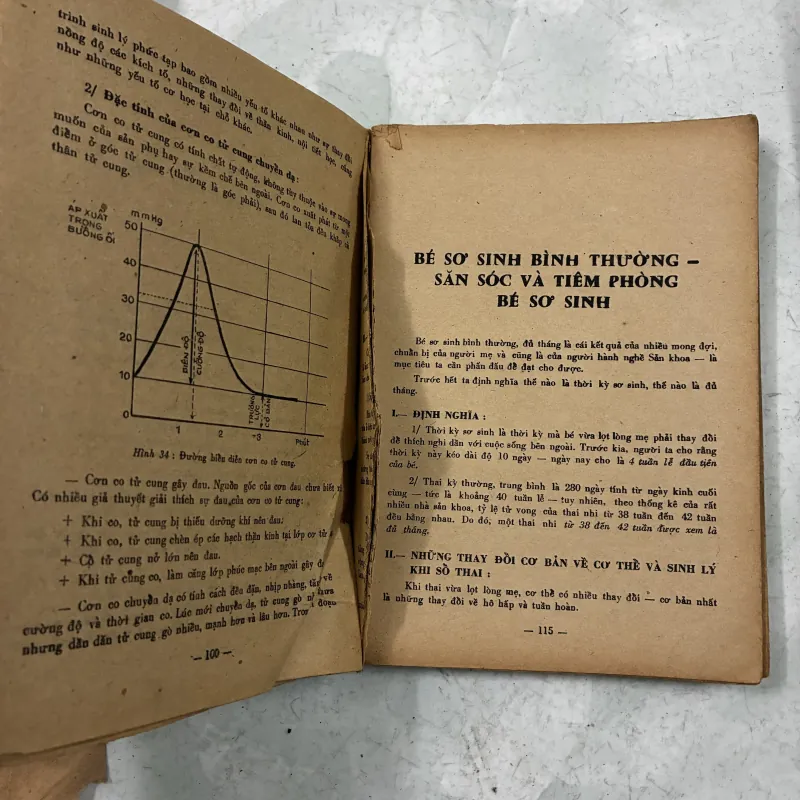 trình sinh lý phức tạp bao gồm nhiều yếu tố khác nhau như sự thay đổi
nồng độ các kích tố, những thay đổi về thần kinh, nội tiết học, cũng
như những yếu tố cơ học tại chỗ khác.
2/ Đặc tính của cơn co tử cung chuyển dạ:
Cơn co tử cung có tính chất tự động, không tùy thuộc vào sự mong
muốn của sản phụ hay sự kềm chế bên ngoài. Cơn co xuất phát từ một
điểm ở góc tử cung (thường là góc phải), sau đó lan tỏa đều khắp cả
thân tử cung.
ÁP XUẤT
TRONG
BUỒNG ỐI
mmHg
50
40
30
20
10
0
BIÊN ĐỘ
CƯỜNG ĐỘ
TRƯƠNG
LỰC
CƠ BẢN
1
2
3
Phút
Hình 34 : Đường biểu diễn cơn co tử cung.
— Cơn co tử cung gây đau. Nguồn gốc của cơn đau chưa biết
Có nhiều giả thuyết giải thích sự đau của cơn co tử cung:
+ Khi co, tử cung bị thiếu dưỡng khí nên đau.
+ Khi co, tử cung chèn ép các hạch thần kinh tại lớp cơ tử
+ Cổ tử cung nở lớn nên đau.
+ Khi tử cung co, làm căng lớp phúc mạc bên ngoài gây
— Cơn co chuyển dạ có tính cách đều đặn, nhịp nhàng, tăng về
cường độ và thời gian co. Lúc mới chuyển dạ, tử cung gò
nhưng dần dần tử cung gò nhiều, mạnh hơn và lâu hơn.
— 100 —
BÉ SƠ SINH BÌNH THƯỜNG —
SĂN SÓC VÀ TIÊM PHÒNG
BÉ SƠ SINH
Bé sơ sinh bình thường, đủ tháng là cái kết quả của nhiều mong đợi,
chuẩn bị của người mẹ và cũng là của người hành nghề Sản khoa — là
mục tiêu ta cần phấn đấu để đạt cho được.
Trước hết ta định nghĩa thế nào là thời kỳ sơ sinh, thế nào là đủ
tháng.
I.— ĐỊNH NGHĨA :
1/ Thời kỳ sơ sinh là thời kỳ mà bé vừa lọt lòng mẹ phải thay đổi
để thích nghi dần với cuộc sống bên ngoài. Trước kia, người ta cho rằng
thời kỳ này kéo dài độ 10 ngày — ngày nay cho là 4 tuần lễ đầu tiên
của bé.
2/ Thai kỳ thường, trung bình là 280 ngày tính từ ngày kinh cuối
cùng — tức là khoảng 40 tuần lễ — tuy nhiên, theo thống kê của rất
nhiều nhà sản khoa, tỷ lệ tử vong của thai nhi từ 38 tuần đến 42 tuần
đều bằng nhau. Do đó, một thai nhi từ 38 đến 42 tuần được xem là
đủ tháng.
II.— NHỮNG THAY ĐỔI CƠ BẢN VỀ CƠ THỂ VÀ SINH LÝ
KHI SỔ THAI :
Khi thai vừa lọt lòng mẹ, cơ thể có nhiều thay đổi — cơ bản nhất
là những thay đổi về hô hấp và tuần hoàn.
— 115 —